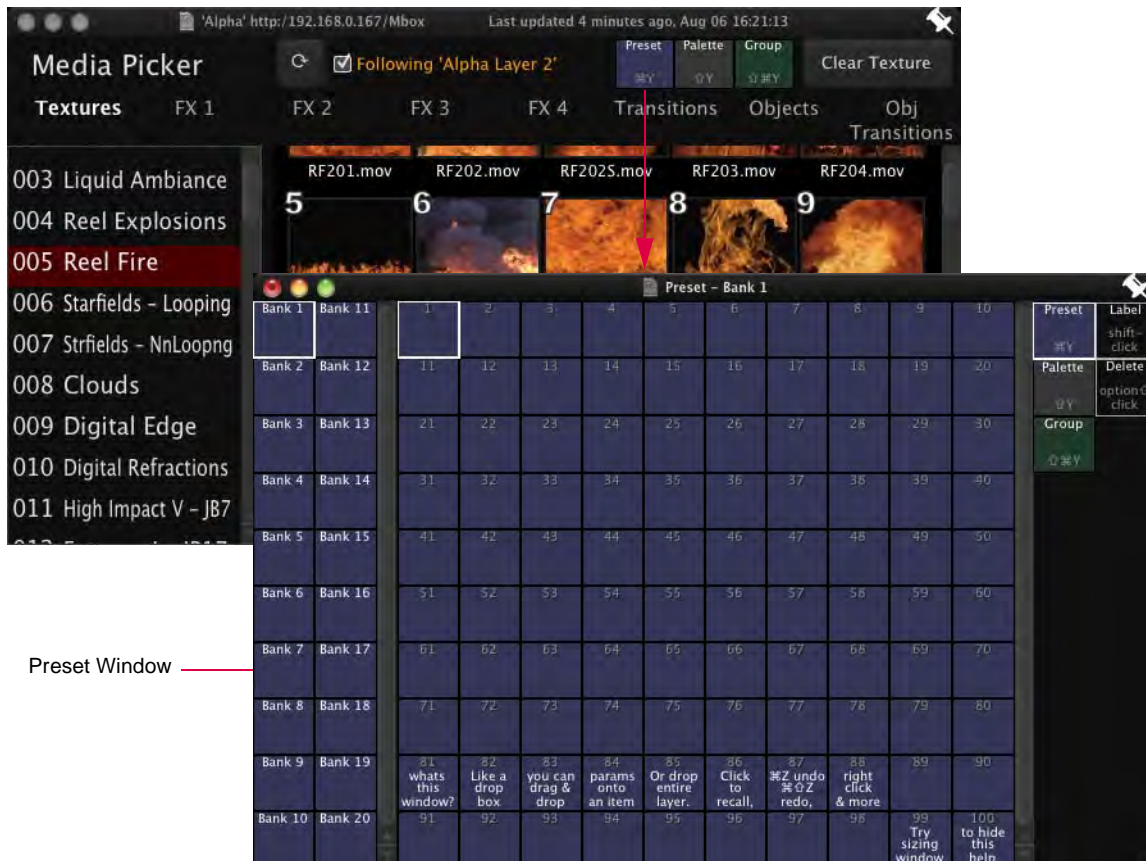 'Alpha' http://192.168.0.167/Mbox Last updated 4 minutes ago, Aug 06 16:21:13
Media Picker
⟳ Following 'Alpha Layer 2'
Preset ⌘Y
Palette ⇧Y
Group ⇧⌘Y
Clear Texture
Textures FX 1 FX 2 FX 3 FX 4 Transitions Objects Obj Transitions
003 Liquid Ambiance
004 Reel Explosions
005 Reel Fire
006 Starfields - Looping
007 Strfields - NnLoopng
008 Clouds
009 Digital Edge
010 Digital Refractions
011 High Impact V - JB7
RF201.mov RF202.mov RF202S.mov RF203.mov RF204.mov
5 6 7 8 9
Preset - Bank 1
Bank 1 Bank 11
Bank 2 Bank 12
Bank 3 Bank 13
Bank 4 Bank 14
Bank 5 Bank 15
Bank 6 Bank 16
Bank 7 Bank 17
Bank 8 Bank 18
Bank 9 Bank 19
Bank 10 Bank 20
1 2 3 4 5 6 7 8 9 10
11 12 13 14 15 16 17 18 19 20
21 22 23 24 25 26 27 28 29 30
31 32 33 34 35 36 37 38 39 40
41 42 43 44 45 46 47 48 49 50
51 52 53 54 55 56 57 58 59 60
61 62 63 64 65 66 67 68 69 70
71 72 73 74 75 76 77 78 79 80
81 whats this window?
82 Like a drop box
83 you can drag & drop
84 params onto an item
85 Or drop entire layer.
86 Click to recall,
87 ⌘Z undo ⌘⇧Z redo,
88 right click & more
89 90
91 92 93 94 95 96 97 98
99 Try sizing window
100 to hide this help
Preset ⌘Y
Label shift-click
Palette ⇧Y
Delete option⇧ click
Group ⇧⌘Y
Preset Window